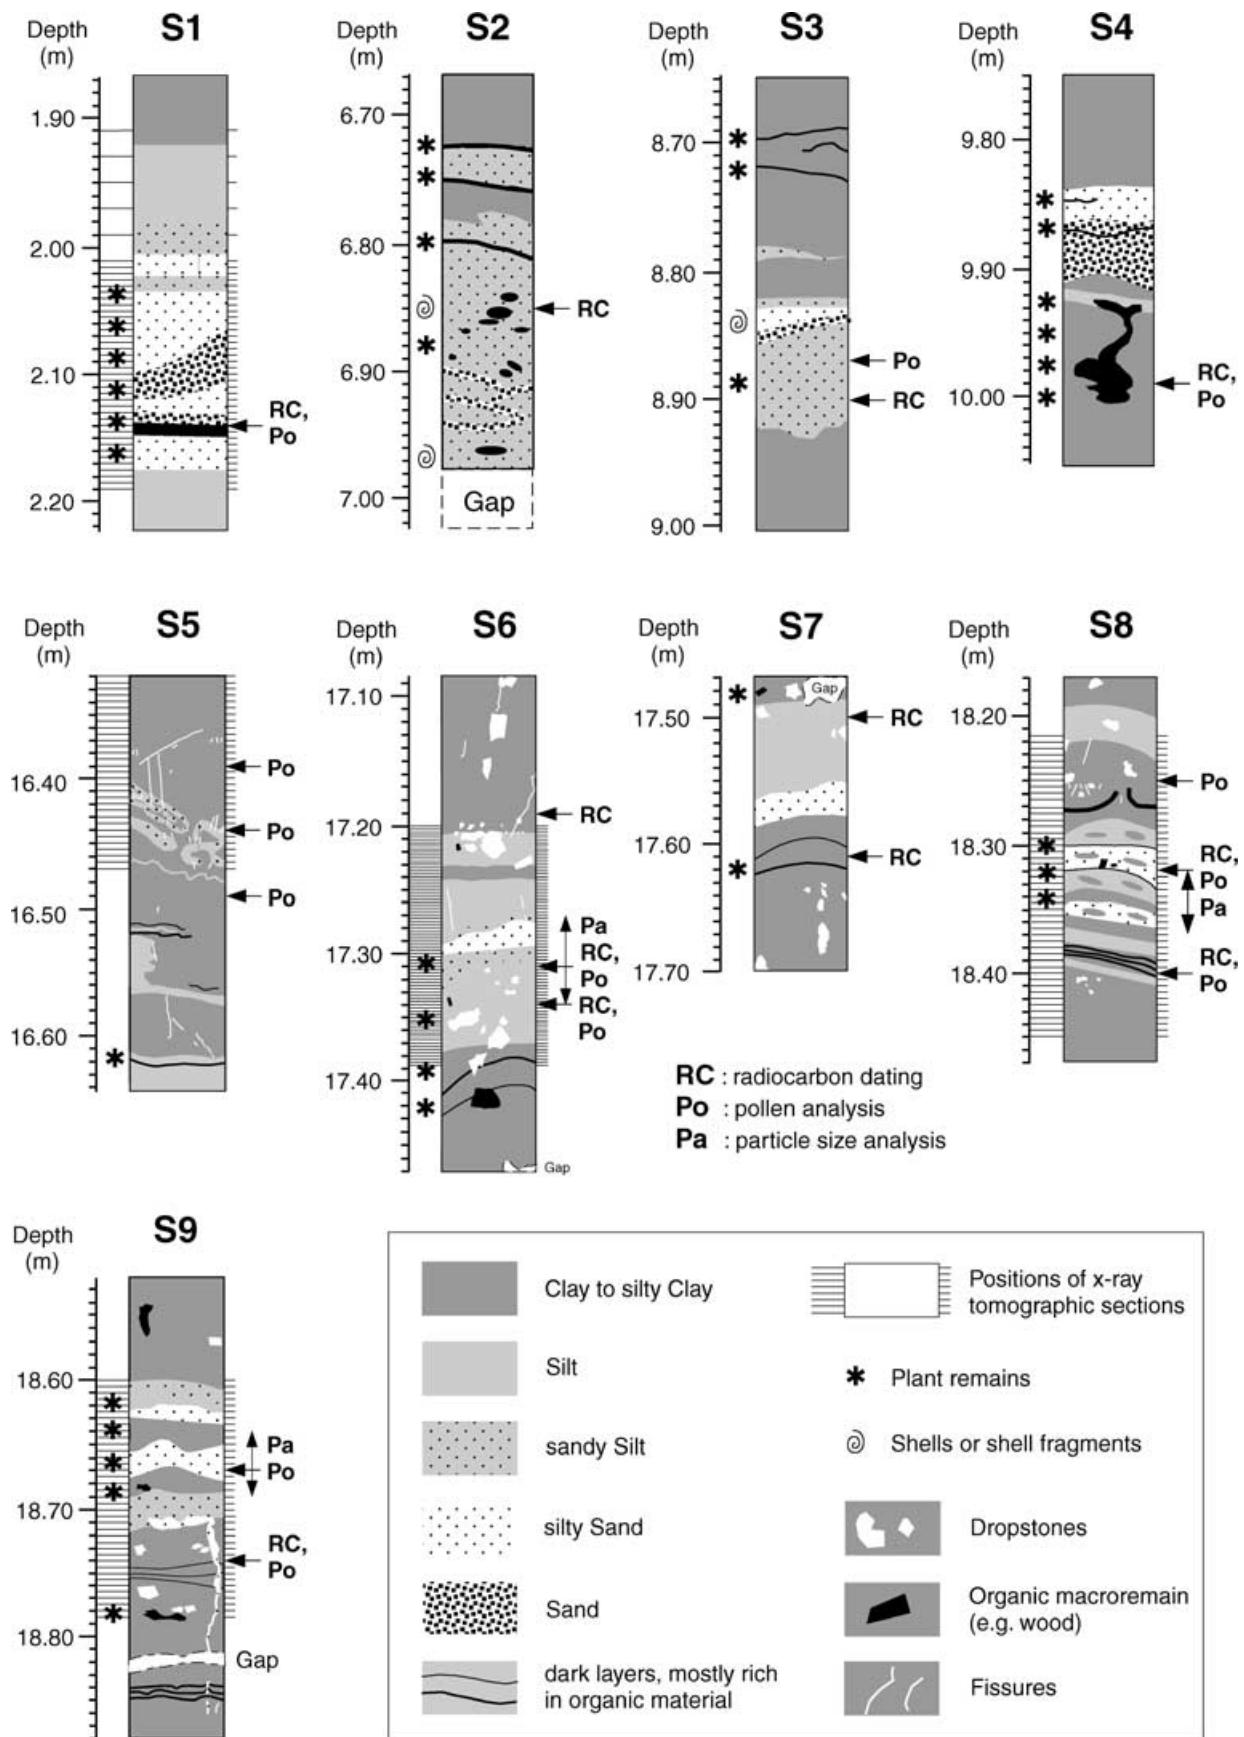 Depth
(m)
S1
1.90
2.00
2.10
2.20
RC,
Po
Depth
(m)
S2
6.70
6.80
6.90
7.00
RC
Gap
Depth
(m)
S3
8.70
8.80
8.90
9.00
Po
RC
Depth
(m)
S4
9.80
9.90
10.00
RC,
Po
Depth
(m)
S5
16.40
16.50
16.60
Po
Po
Po
Depth
(m)
S6
17.10
17.20
17.30
17.40
RC
Pa
RC,
Po
RC,
Po
Gap
Depth
(m)
S7
17.50
17.60
17.70
Gap
RC
RC
Depth
(m)
S8
18.20
18.30
18.40
Po
RC,
Po
Pa
RC,
Po
RC : radiocarbon dating
Po : pollen analysis
Pa : particle size analysis
Depth
(m)
S9
18.60
18.70
18.80
Pa
Po
RC,
Po
Gap
Clay to silty Clay
Silt
sandy Silt
silty Sand
Sand
dark layers, mostly rich
in organic material
Positions of x-ray
tomographic sections
Plant remains
Shells or shell fragments
Dropstones
Organic macroremain
(e.g. wood)
Fissures